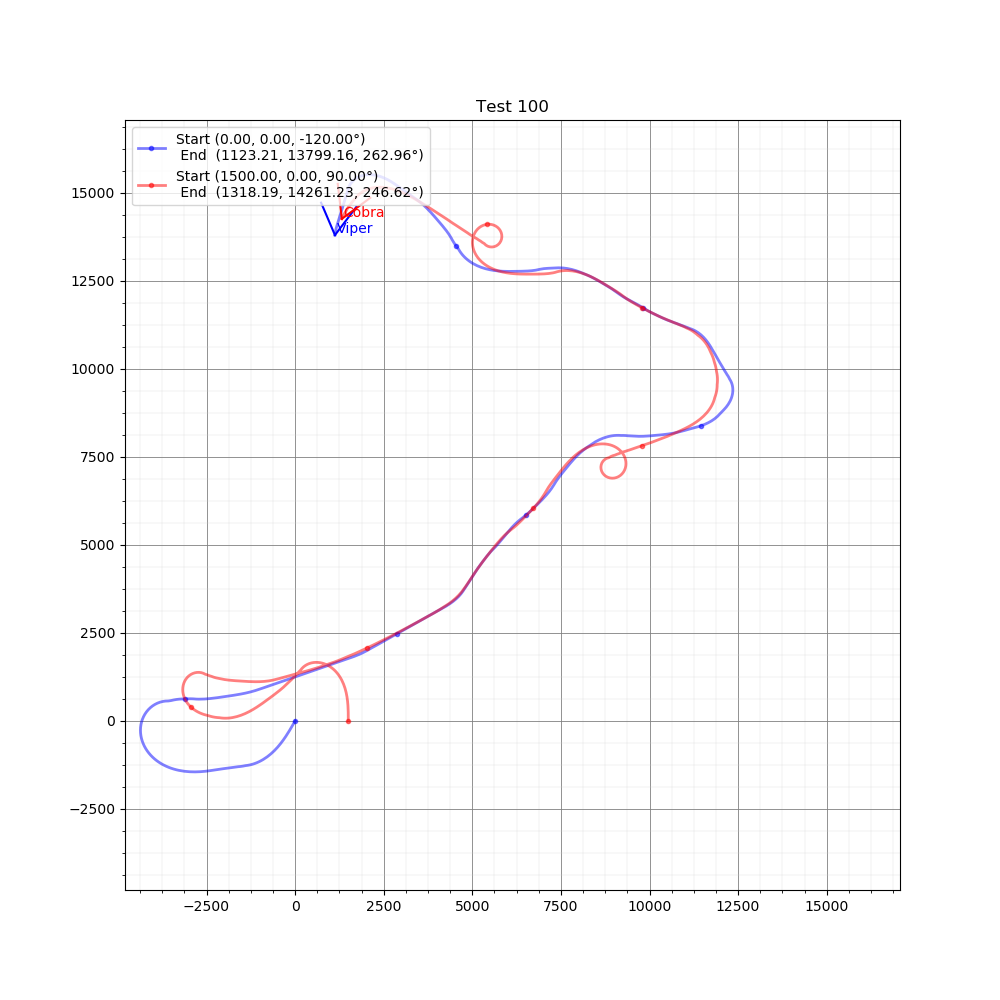 Test 100
Start (0.00, 0.00, -120.00°)
End (1123.21, 13799.16, 262.96°)
Start (1500.00, 0.00, 90.00°)
End (1318.19, 14261.23, 246.62°)
Cobra
Viper
15000
12500
10000
7500
5000
2500
0
−2500
−2500 0 2500 5000 7500 10000 12500 15000